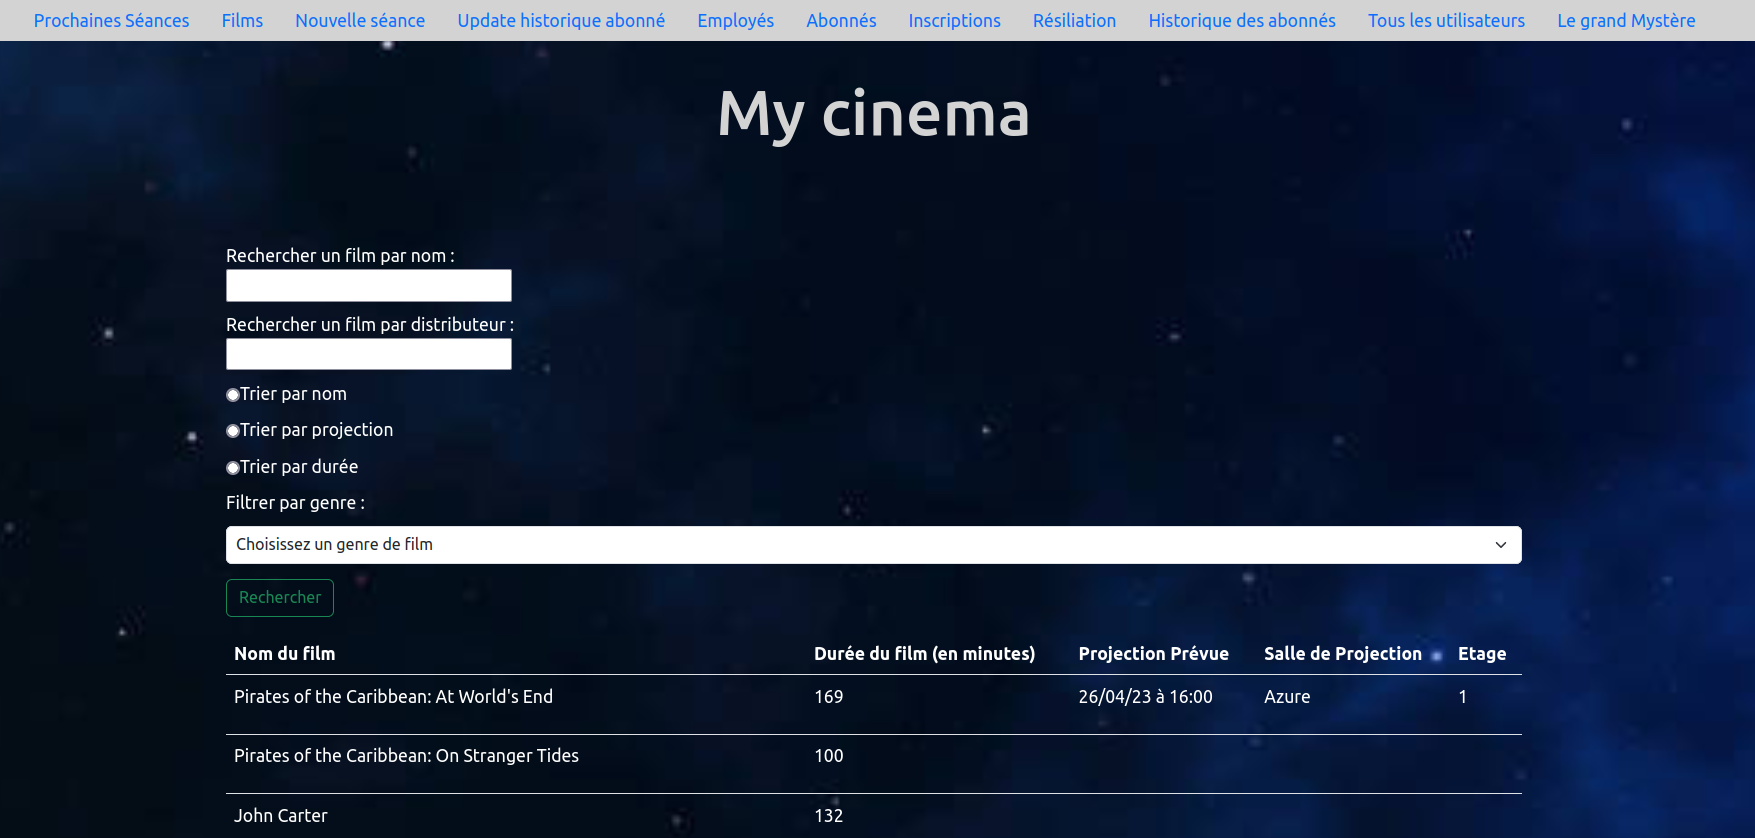 Prochaines Séances Films Nouvelle séance Update historique abonné Employés Abonnés Inscriptions Résiliation Historique des abonnés Tous les utilisateurs Le grand Mystère
My cinema
Rechercher un film par nom :
Rechercher un film par distributeur :
Trier par nom
Trier par projection
Trier par durée
Filtrer par genre :
Choisissez un genre de film
Rechercher
Nom du film Durée du film (en minutes) Projection Prévue Salle de Projection Etage
Pirates of the Caribbean: At World's End 169 26/04/23 à 16:00 Azure 1
Pirates of the Caribbean: On Stranger Tides 100
John Carter 132